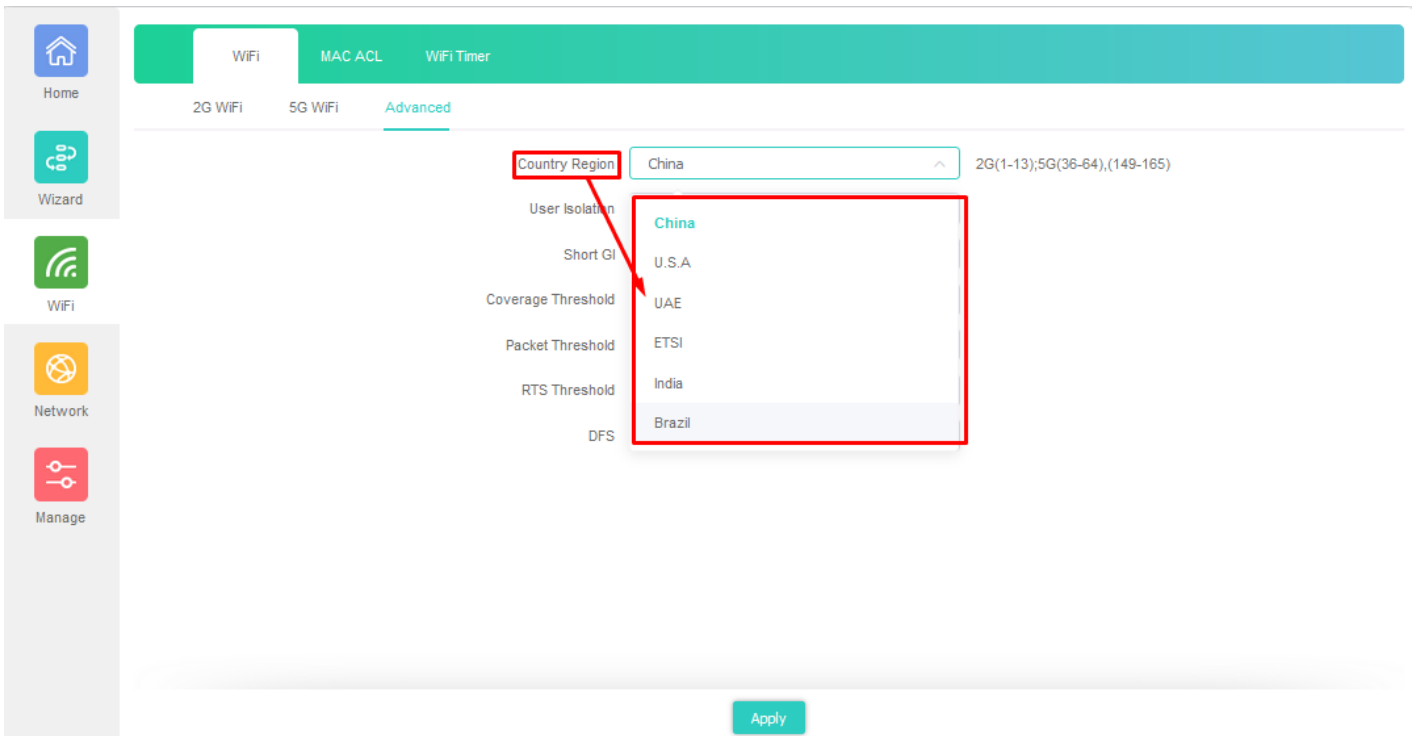 Home
Wizard
WiFi
Network
Manage
WiFi MAC ACL WiFi Timer
2G WiFi 5G WiFi Advanced
Country Region China 2G(1-13);5G(36-64),(149-165)
User Isolation
China
Short GI
U.S.A
Coverage Threshold
UAE
Packet Threshold
ETSI
RTS Threshold
India
DFS
Brazil
Apply